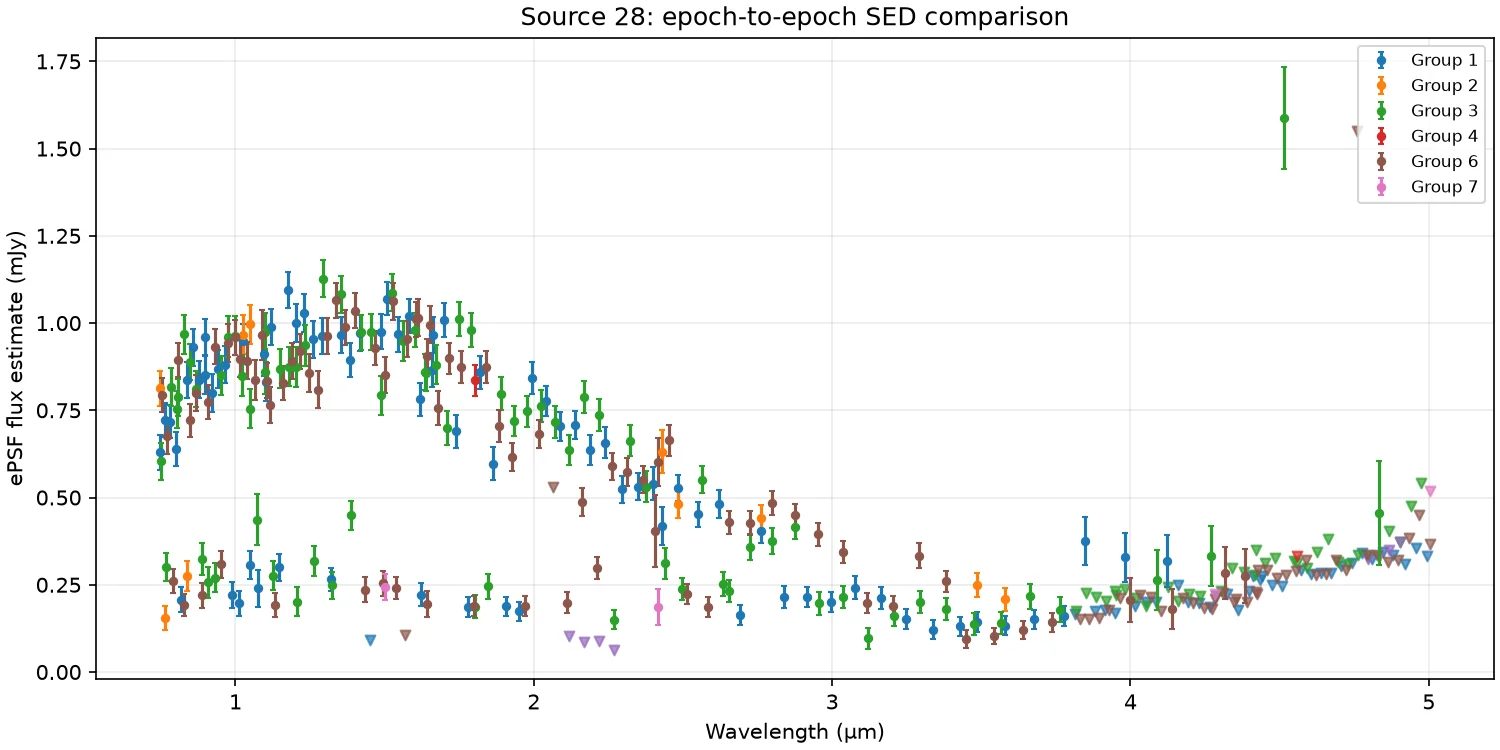 Source 28: epoch-to-epoch SED comparison
ePSF flux estimate (mJy)
1.75
1.50
1.25
1.00
0.75
0.50
0.25
0.00
Group 1
Group 2
Group 3
Group 4
Group 6
Group 7
1 2 3 4 5
Wavelength (μm)